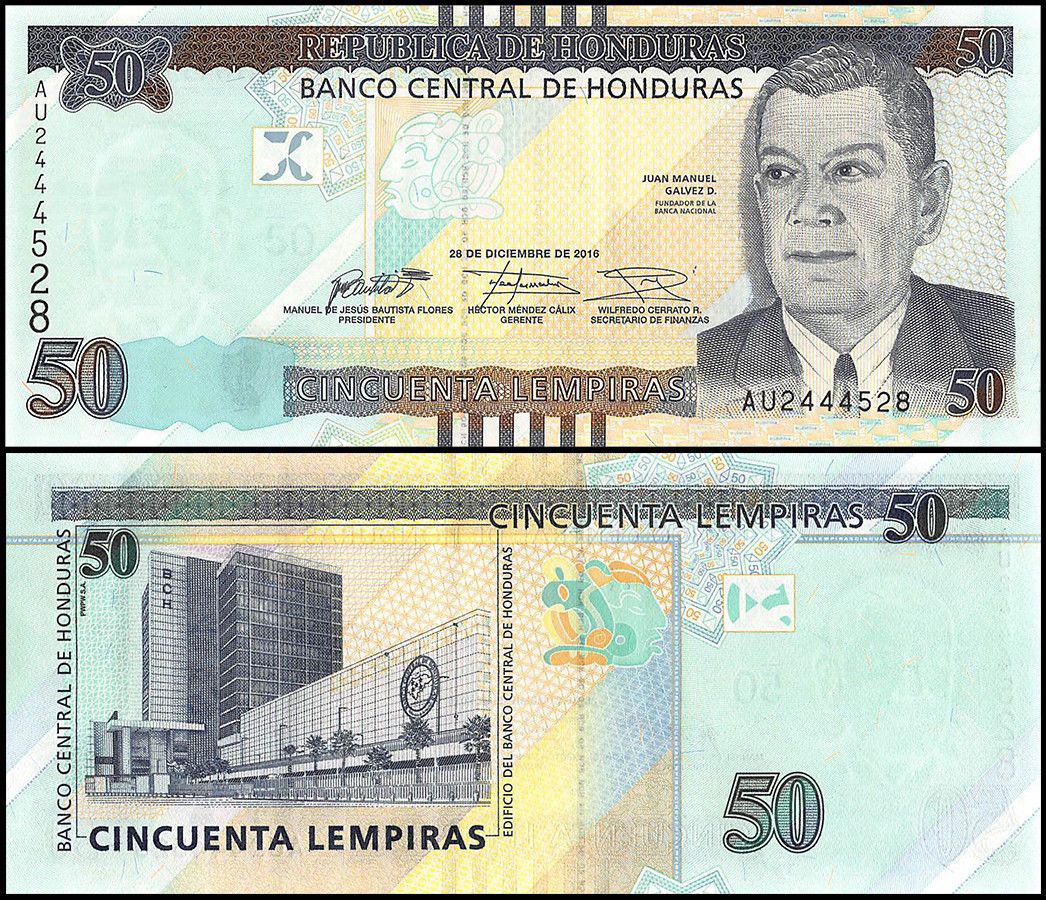 REPUBLICA DE HONDURAS
50
50
BANCO CENTRAL DE HONDURAS
AU2444528
JUAN MANUEL
GALVEZ D.
FUNDADOR DE LA
BANCA NACIONAL
28 DE DICIEMBRE DE 2016
MANUEL DE JESÚS BAUTISTA FLORES
PRESIDENTE
HÉCTOR MÉNDEZ CÁLIX
GERENTE
WILFREDO CERRATO R.
SECRETARIO DE FINANZAS
50
CINCUENTA LEMPIRAS
AU2444528
50
CINCUENTA LEMPIRAS 50
50
BANCO CENTRAL DE HONDURAS
PWPW S.A.
BCH
EDIFICIO DEL BANCO CENTRAL DE HONDURAS
CINCUENTA LEMPIRAS
50